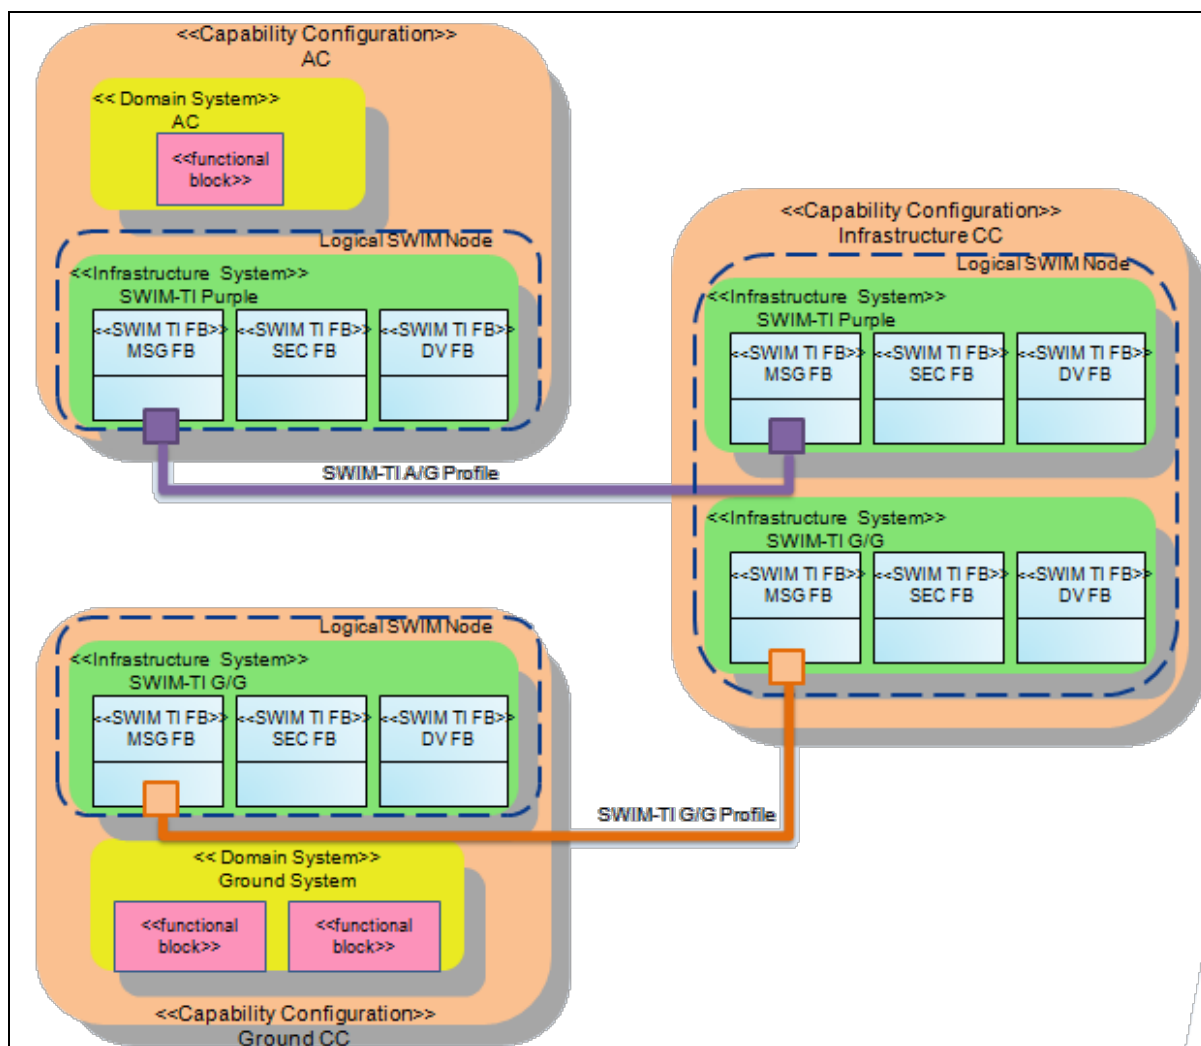 <<Capability Configuration>>
AC
<< Domain System>>
AC
<<functional
block>>
Logical SWIM Node
<<Infrastructure System>>
SWIM-TI Purple
<<SWIM TI FB>>
MSG FB
<<SWIM TI FB>>
SEC FB
<<SWIM TI FB>>
DV FB
SWIM-TI A/G Profile
<<Capability Configuration>>
Infrastructure CC
Logical SWIM Node
<<Infrastructure System>>
SWIM-TI Purple
<<SWIM TI FB>>
MSG FB
<<SWIM TI FB>>
SEC FB
<<SWIM TI FB>>
DV FB
<<Infrastructure System>>
SWIM-TI G/G
<<SWIM TI FB>>
MSG FB
<<SWIM TI FB>>
SEC FB
<<SWIM TI FB>>
DV FB
Logical SWIM Node
<<Infrastructure System>>
SWIM-TI G/G
<<SWIM TI FB>>
MSG FB
<<SWIM TI FB>>
SEC FB
<<SWIM TI FB>>
DV FB
SWIM-TI G/G Profile
<< Domain System>>
Ground System
<<functional
block>>
<<functional
block>>
<<Capability Configuration>>
Ground CC